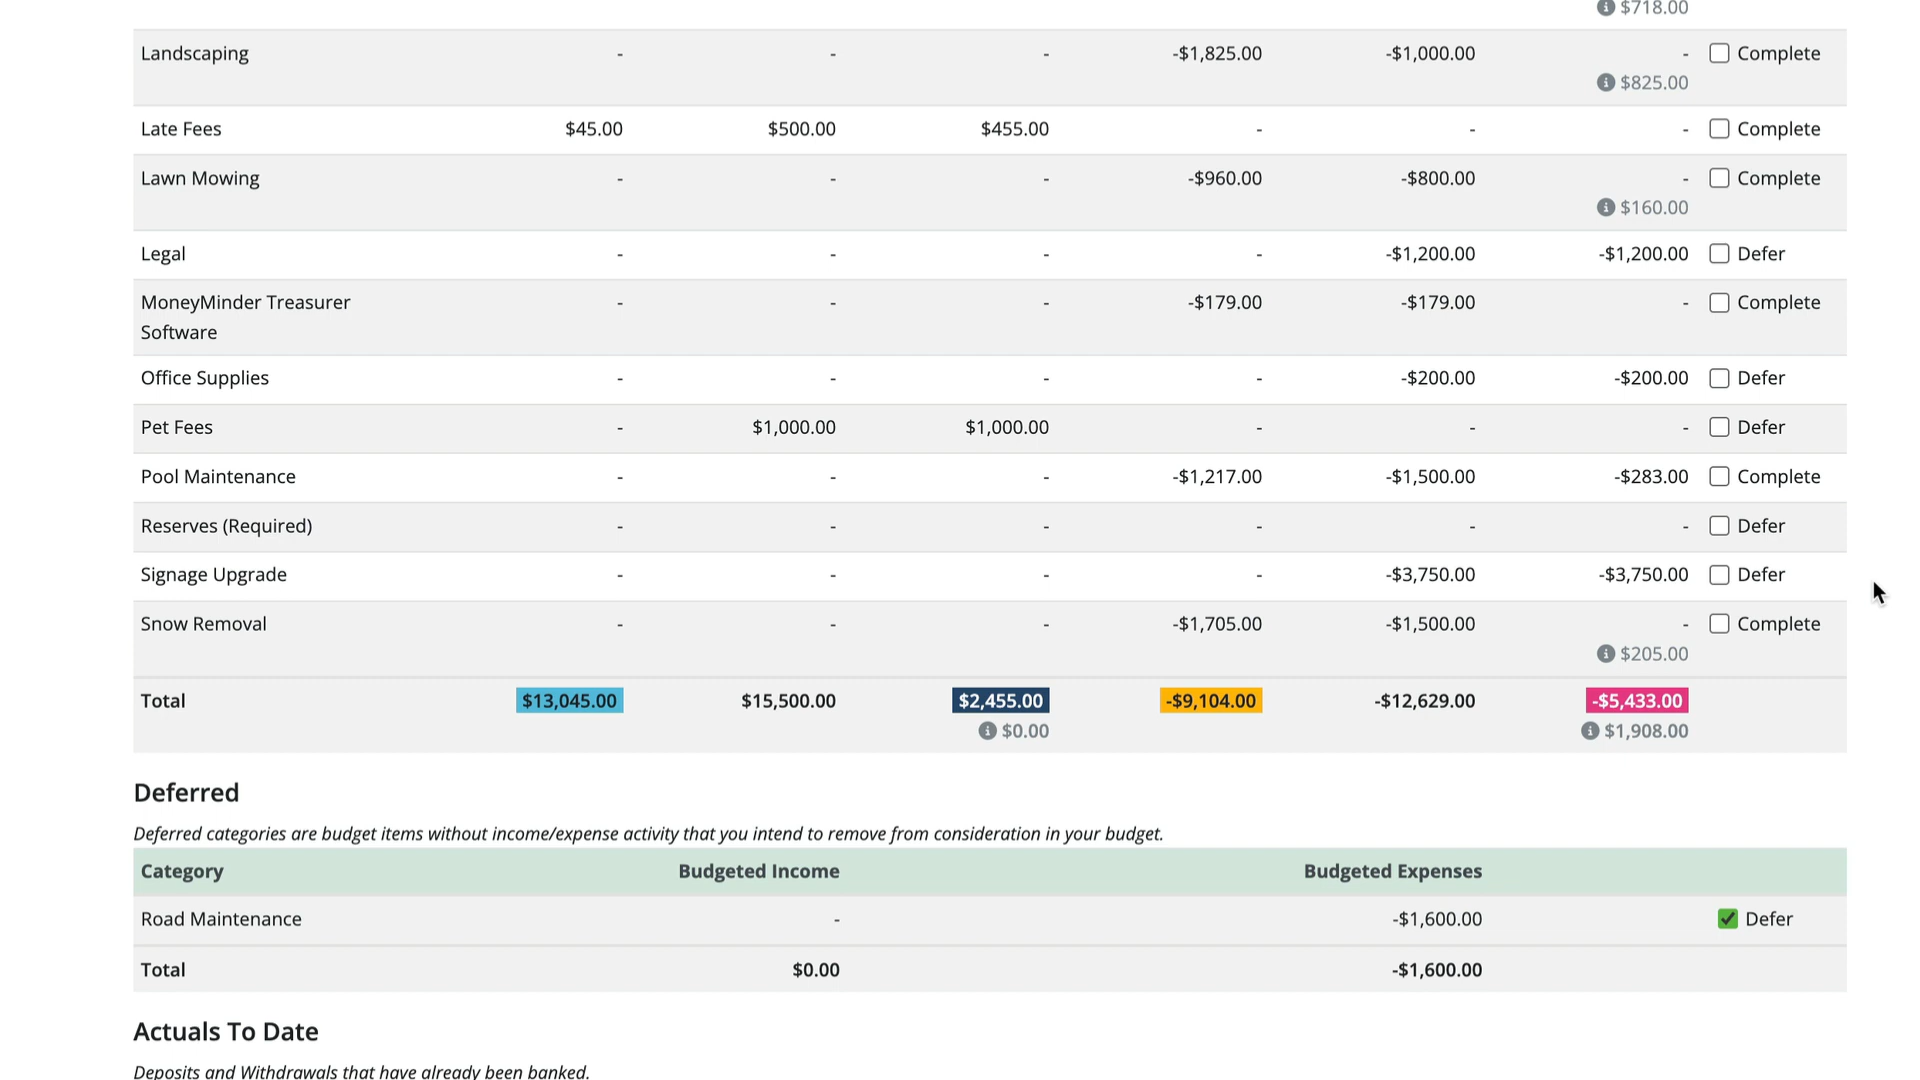 $718.00
Landscaping - - - -$1,825.00 -$1,000.00 - Complete
$825.00
Late Fees $45.00 $500.00 $455.00 - - - Complete
Lawn Mowing - - - -$960.00 -$800.00 - Complete
$160.00
Legal - - - - -$1,200.00 -$1,200.00 Defer
MoneyMinder Treasurer - - - -$179.00 -$179.00 - Complete
Software
Office Supplies - - - - -$200.00 -$200.00 Defer
Pet Fees - $1,000.00 $1,000.00 - - - Defer
Pool Maintenance - - - -$1,217.00 -$1,500.00 -$283.00 Complete
Reserves (Required) - - - - - - Defer
Signage Upgrade - - - - -$3,750.00 -$3,750.00 Defer
Snow Removal - - - -$1,705.00 -$1,500.00 - Complete
$205.00
Total $13,045.00 $15,500.00 $2,455.00 -$9,104.00 -$12,629.00 -$5,433.00
$0.00 $1,908.00
Deferred
Deferred categories are budget items without income/expense activity that you intend to remove from consideration in your budget.
Category Budgeted Income Budgeted Expenses
Road Maintenance - -$1,600.00 Defer
Total $0.00 -$1,600.00
Actuals To Date
Deposits and Withdrawals that have already been banked.